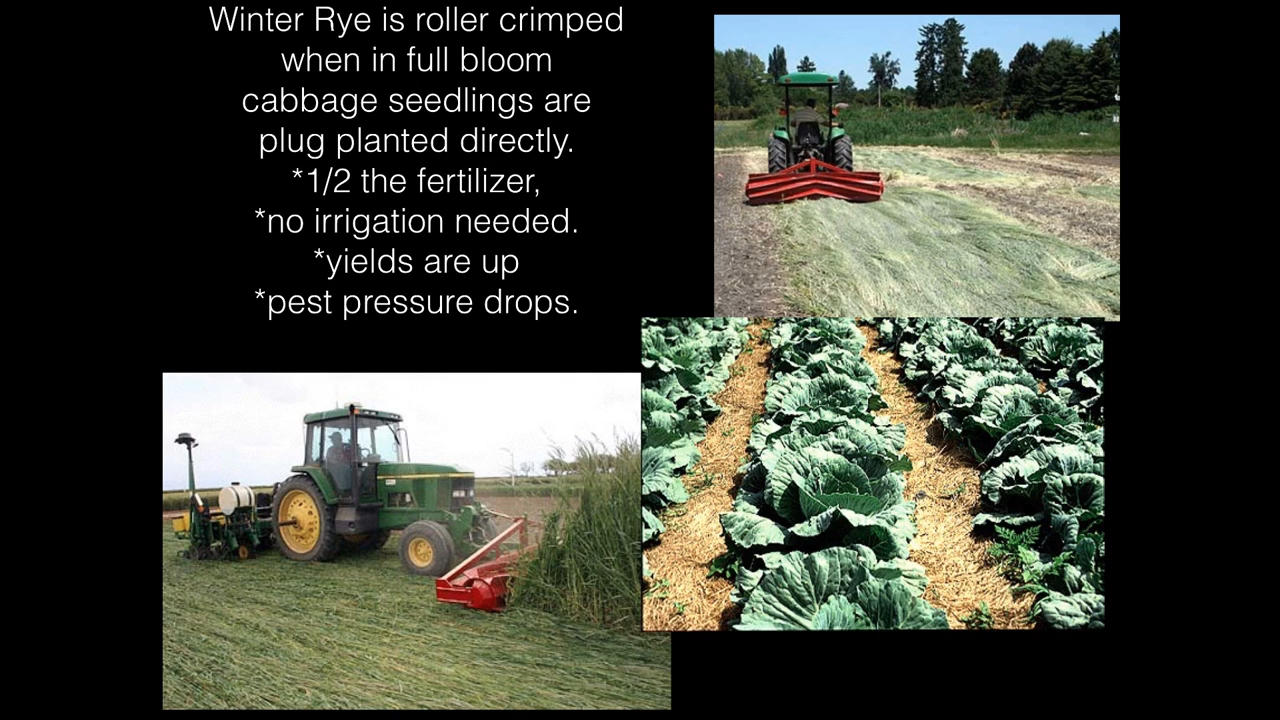 Winter Rye is roller crimped
when in full bloom
cabbage seedlings are
plug planted directly.
*1/2 the fertilizer,
*no irrigation needed.
*yields are up
*pest pressure drops.